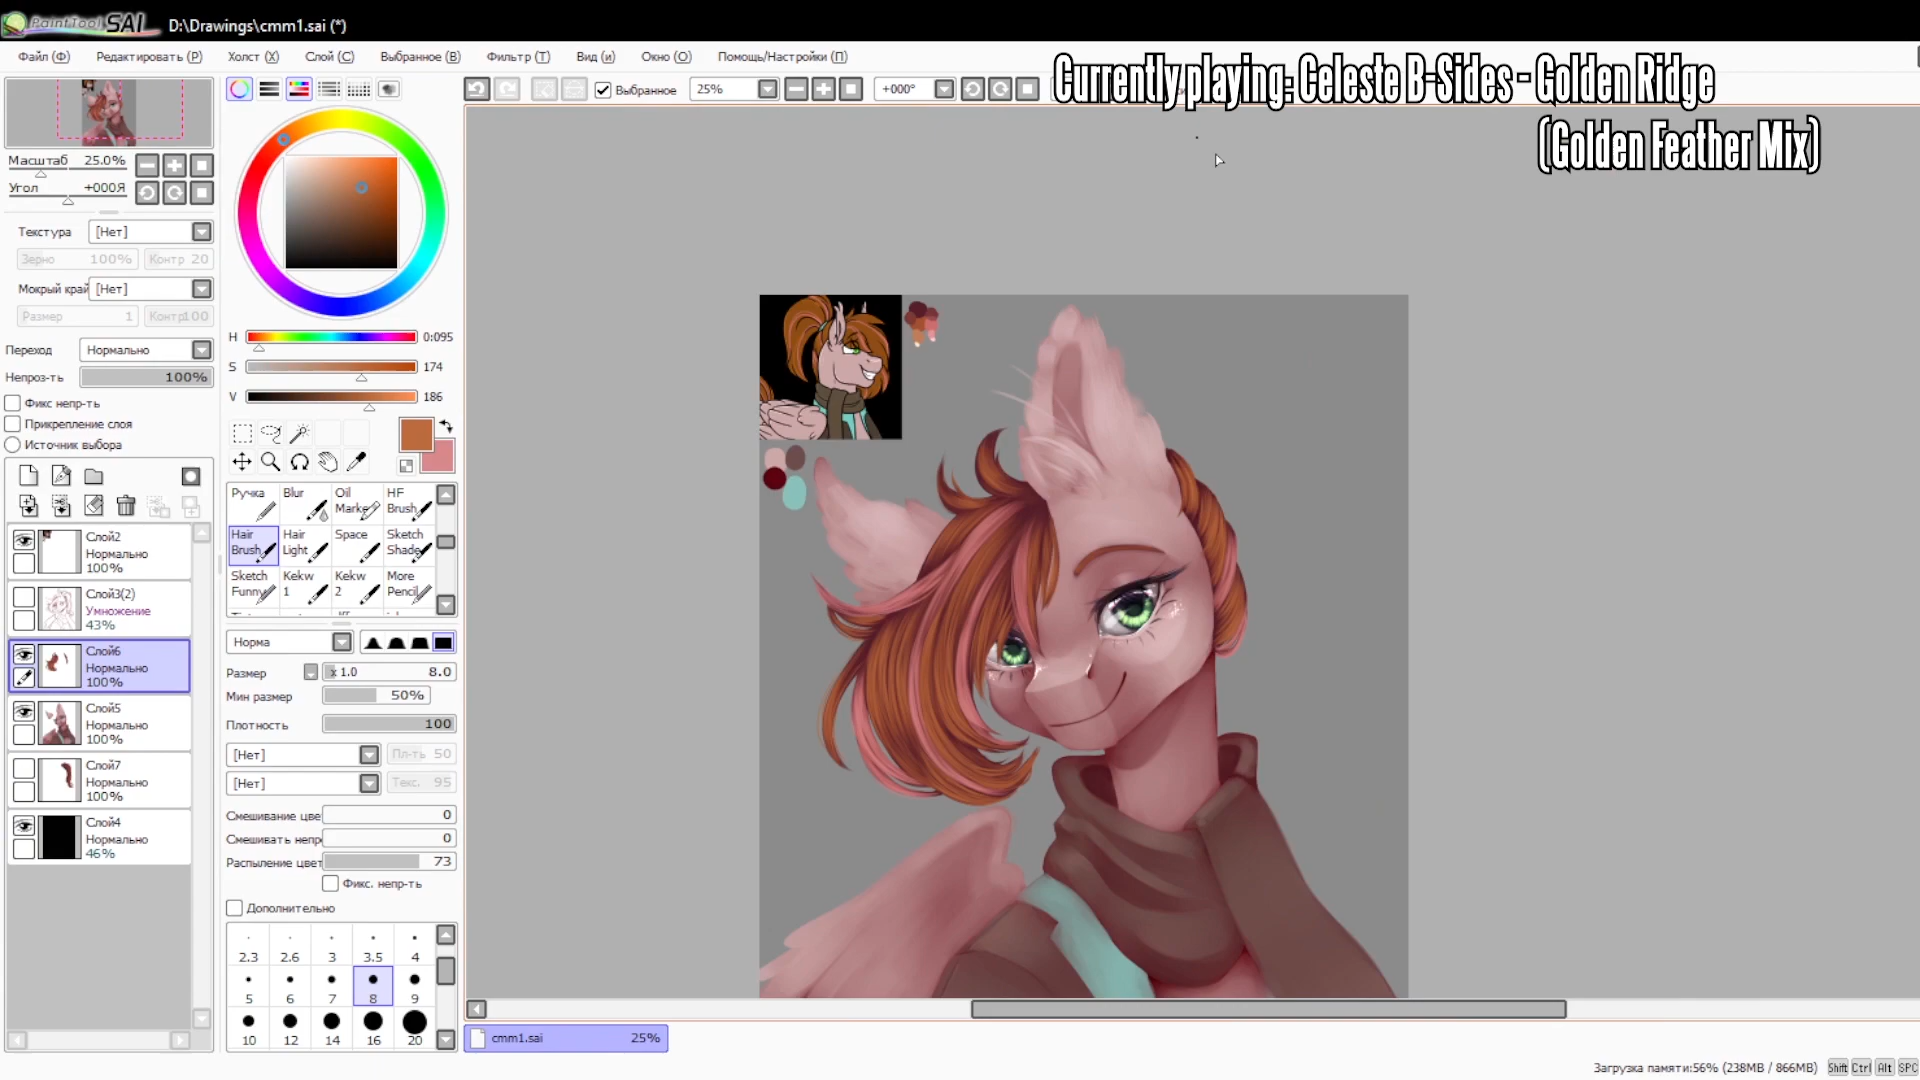 PaintTool SAI D:\Drawings\cmm1.sai (*)
Файл (Ф) Редактировать (Р) Холст (Х) Слой (С) Выбранное (В) Фильтр (Т) Вид (и) Окно (О) Помощь/Настройки (П)
Currently playing: Celeste B-Sides - Golden Ridge
(Golden Feather Mix)
Выбранное 25% +000°
Масштаб 25.0%
Угол +000Я
Текстура [Нет]
Зерно 100% Контр 20
Мокрый край [Нет]
Размер 1 Контр100
Переход Нормально
Непроз-ть 100%
Фикс непр-ть
Прикрепление слоя
Источник выбора
Слой2
Нормально
100%
Слой3(2)
Умножение
43%
Слой6
Нормально
100%
Слой5
Нормально
100%
Слой7
Нормально
100%
Слой4
Нормально
46%
H 0:095
S 174
V 186
Ручка Blur Oil Marke HF Brush
Hair Brush Hair Light Space Sketch Shade
Sketch Funny Kekw 1 Kekw 2 More Pencil
Норма
Размер x 1.0 8.0
Мин размер 50%
Плотность 100
[Нет] Пл-ть 50
[Нет] Текс. 95
Смешивание цве 0
Смешивать непр 0
Распыление цвет 73
Фикс. непр-ть
Дополнительно
2.3 2.6 3 3.5 4
5 6 7 8 9
10 12 14 16 20
cmm1.sai 25%
Загрузка памяти:56% (238MB / 866MB) Shift Ctrl Alt SPC